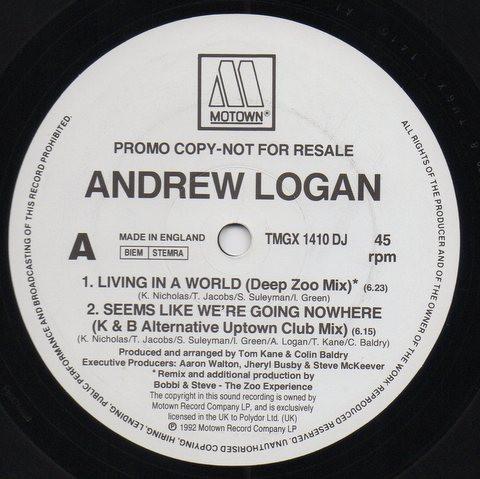 MOTOWN®
PROMO COPY-NOT FOR RESALE
ANDREW LOGAN
A
MADE IN ENGLAND
BIEM STEMRA
TMGX 1410 DJ
45
rpm
1. LIVING IN A WORLD (Deep Zoo Mix)* (6.23)
(K. Nicholas/T. Jacobs/S. Suleyman/I. Green)
2. SEEMS LIKE WE'RE GOING NOWHERE
(K & B Alternative Uptown Club Mix) (6.15)
(K. Nicholas/T. Jacobs/S. Suleyman/I. Green/A. Logan/T. Kane/C. Baldry)
Produced and arranged by Tom Kane & Colin Baldry
Executive Producers: Aaron Walton, Jheryl Busby & Steve McKeever
* Remix and additional production by
Bobbi & Steve - The Zoo Experience
The copyright in this sound recording is owned by
Motown Record Company LP, and is exclusively
licensed in the UK to Polydor Ltd. (UK)
℗ 1992 Motown Record Company LP
ALL RIGHTS OF THE PRODUCER AND OF THE OWNER OF THE WORK REPRODUCED RESERVED. UNAUTHORISED COPYING, HIRING, LENDING, PUBLIC PERFORMANCE AND BROADCASTING OF THIS RECORD PROHIBITED.